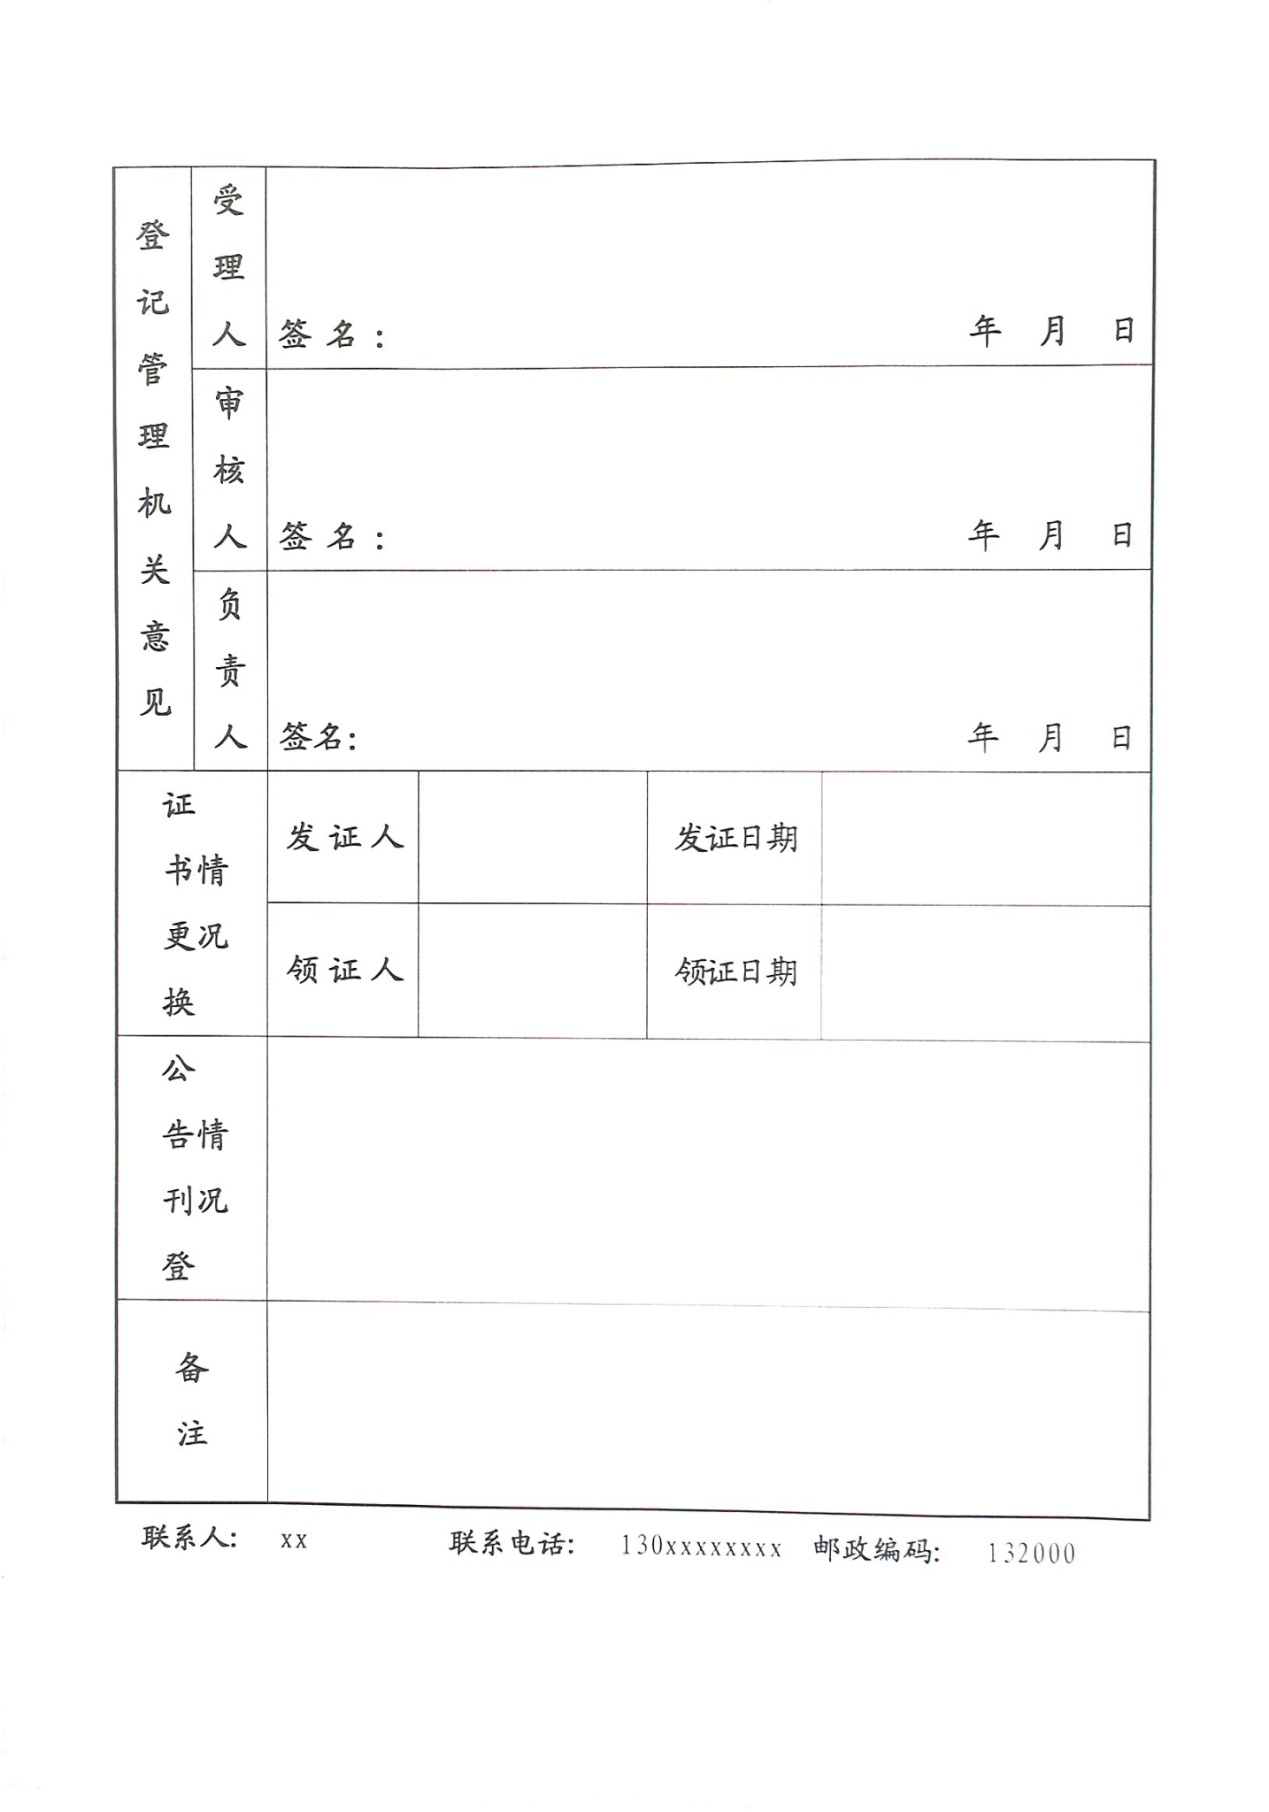 登记管理机关意见
受理人
签名： 年 月 日
审核人
签名： 年 月 日
负责人
签名： 年 月 日
证书更换情况
发证人 发证日期
领证人 领证日期
公告刊登情况
备注
联系人： xx 联系电话： 130xxxxxxxx 邮政编码： 132000